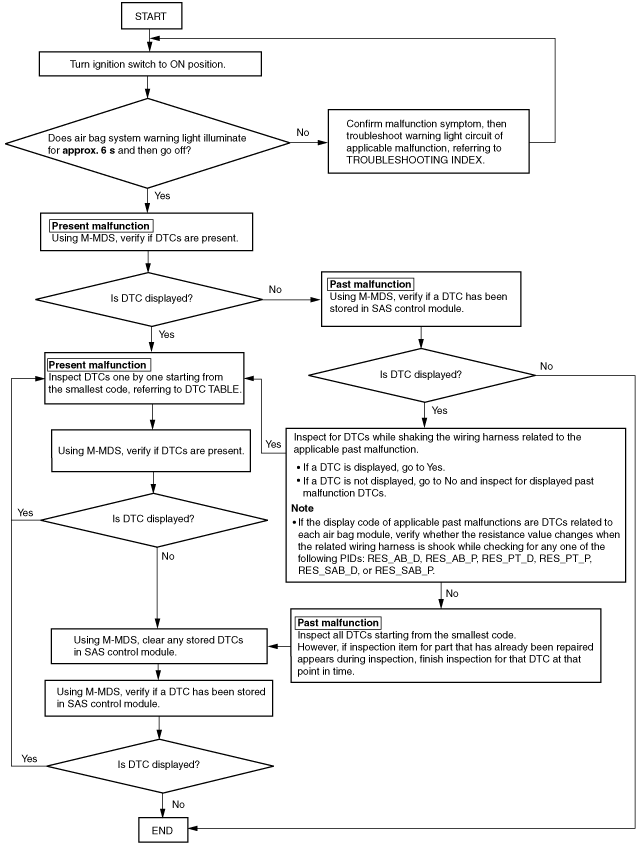 START
Turn ignition switch to ON position.
Does air bag system warning light illuminate
for approx. 6 s and then go off?
No
Confirm malfunction symptom, then
troubleshoot warning light circuit of
applicable malfunction, referring to
TROUBLESHOOTING INDEX.
Yes
Present malfunction
Using M-MDS, verify if DTCs are present.
Is DTC displayed?
No
Past malfunction
Using M-MDS, verify if a DTC has been
stored in SAS control module.
Yes
Is DTC displayed?
No
Yes
Present malfunction
Inspect DTCs one by one starting from
the smallest code, referring to DTC TABLE.
Yes
Inspect for DTCs while shaking the wiring harness related to the
applicable past malfunction.
• If a DTC is displayed, go to Yes.
• If a DTC is not displayed, go to No and inspect for displayed past
malfunction DTCs.
Note
• If the display code of applicable past malfunctions are DTCs related to
each air bag module, verify whether the resistance value changes when
the related wiring harness is shook while checking for any one of the
following PIDs: RES_AB_D, RES_AB_P, RES_PT_D, RES_PT_P,
RES_SAB_D, or RES_SAB_P.
Using M-MDS, verify if DTCs are present.
Yes
Is DTC displayed?
No
No
Past malfunction
Inspect all DTCs starting from the smallest code.
However, if inspection item for part that has already been repaired
appears during inspection, finish inspection for that DTC at that
point in time.
Using M-MDS, clear any stored DTCs
in SAS control module.
Using M-MDS, verify if a DTC has been stored
in SAS control module.
Yes
Is DTC displayed?
No
END